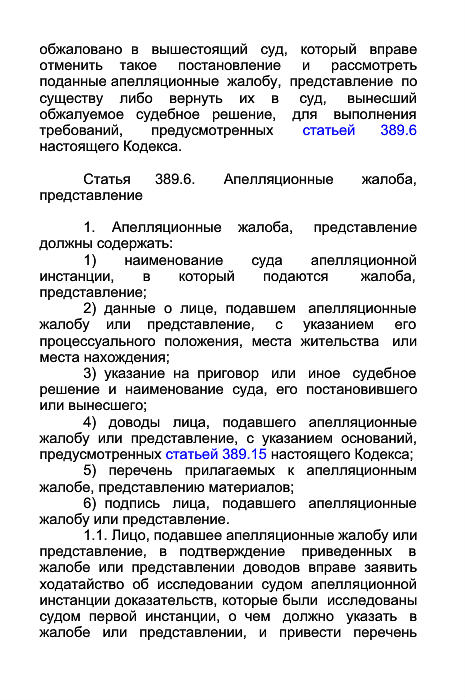 обжаловано в вышестоящий суд, который вправе
отменить такое постановление и рассмотреть
поданные апелляционные жалобу, представление по
существу либо вернуть их в суд, вынесший
обжалуемое судебное решение, для выполнения
требований, предусмотренных статьей 389.6
настоящего Кодекса.
Статья 389.6. Апелляционные жалоба,
представление
1. Апелляционные жалоба, представление
должны содержать:
1) наименование суда апелляционной
инстанции, в который подаются жалоба,
представление;
2) данные о лице, подавшем апелляционные
жалобу или представление, с указанием его
процессуального положения, места жительства или
места нахождения;
3) указание на приговор или иное судебное
решение и наименование суда, его постановившего
или вынесшего;
4) доводы лица, подавшего апелляционные
жалобу или представление, с указанием оснований,
предусмотренных статьей 389.15 настоящего Кодекса;
5) перечень прилагаемых к апелляционным
жалобе, представлению материалов;
6) подпись лица, подавшего апелляционные
жалобу или представление.
1.1. Лицо, подавшее апелляционные жалобу или
представление, в подтверждение приведенных в
жалобе или представлении доводов вправе заявить
ходатайство об исследовании судом апелляционной
инстанции доказательств, которые были исследованы
судом первой инстанции, о чем должно указать в
жалобе или представлении, и привести перечень